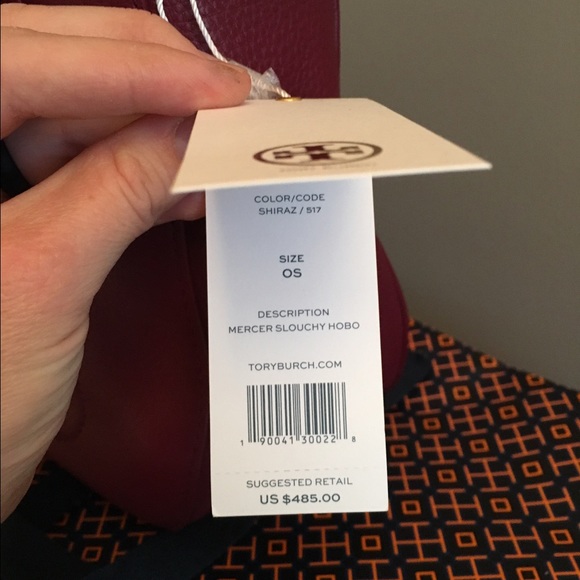 COLOR/CODE
SHIRAZ / 517
SIZE
OS
DESCRIPTION
MERCER SLOUCHY HOBO
TORYBURCH.COM
1 90041 30022 8
SUGGESTED RETAIL
US $485.00